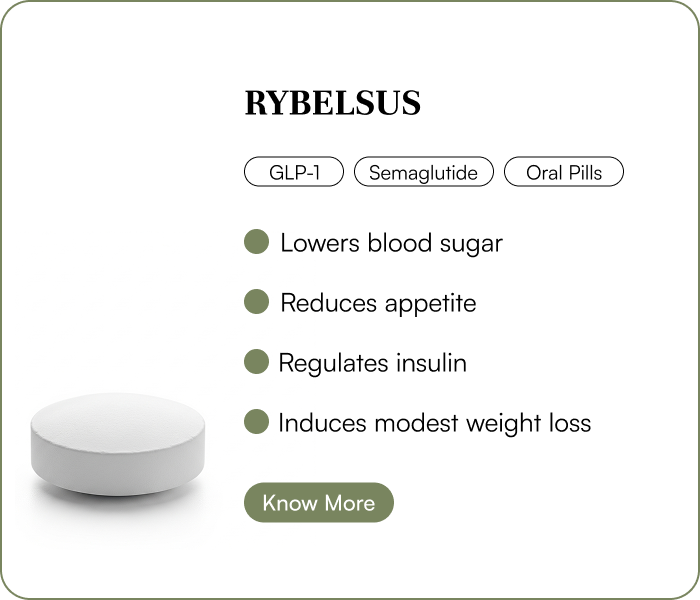 RYBELSUS
GLP-1 Semaglutide Oral Pills
Lowers blood sugar
Reduces appetite
Regulates insulin
Induces modest weight loss
Know More